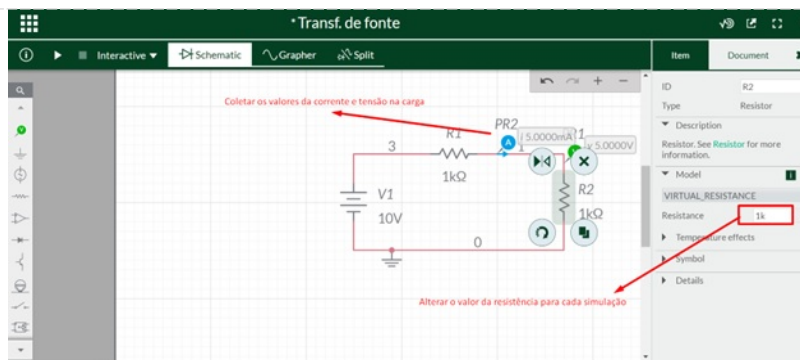 * Transf. de fonte
Interactive
Schematic
Grapher
Split
Item
Document
Coletar os valores da corrente e tensão na carga
PR2
R1
i 5.0000mA
1
v 5.0000V
3
1
A
1kΩ
V1
10V
R2
1kΩ
0
Alterar o valor da resistência para cada simulação
ID
R2
Type
Resistor
Description
Resistor. See Resistor for more
information.
Model
VIRTUAL_RESISTANCE
Resistance
1k
Temperature effects
Symbol
Details